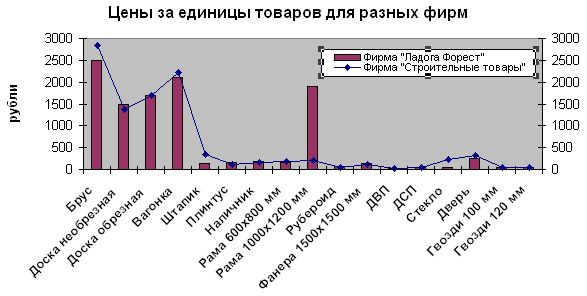 Цены за единицы товаров для разных фирм
3000
2500
2000
1500
1000
500
0
рубли
3000
2500
2000
1500
1000
500
0
Фирма "Ладога Форест"
Фирма "Строительные товары"
Брус
Доска необрезная
Доска обрезная
Вагонка
Штапик
Плинтус
Наличник
Рама 600х800 мм
Рама 1000х1200 мм
Рубероид
Фанера 1500х1500 мм
ДВП
ДСП
Стекло
Дверь
Гвозди 100 мм
Гвозди 120 мм